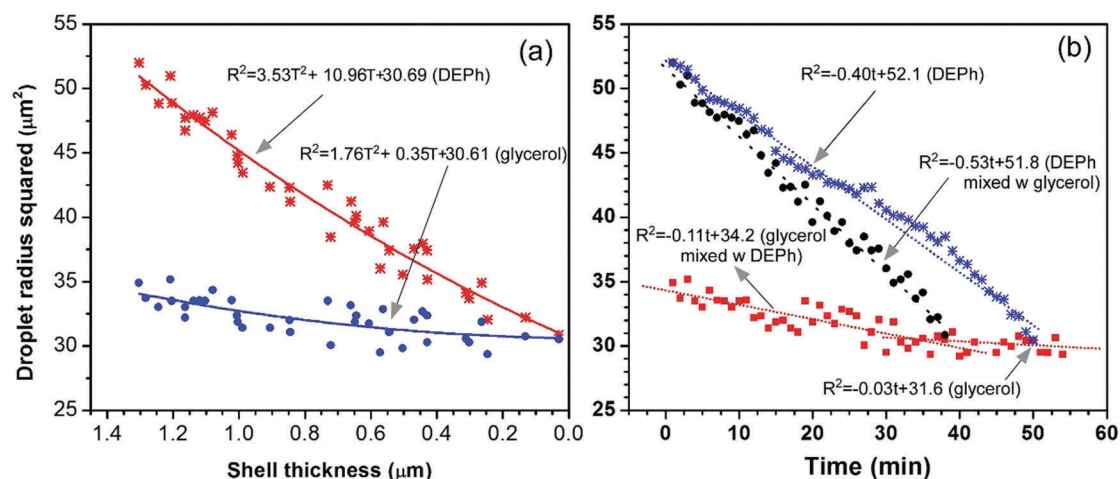 (a)
R²=3.53T²+ 10.96T+30.69 (DEPh)
R²=1.76T²+ 0.35T+30.61 (glycerol)
Droplet radius squared (μm²)
55
50
45
40
35
30
25
1.4 1.2 1.0 0.8 0.6 0.4 0.2 0.0
Shell thickness (μm)
(b)
R²=-0.40t+52.1 (DEPh)
R²=-0.53t+51.8 (DEPh
mixed w glycerol)
R²=-0.11t+34.2 (glycerol
mixed w DEPh)
R²=-0.03t+31.6 (glycerol)
55
50
45
40
35
30
25
0 10 20 30 40 50 60
Time (min)